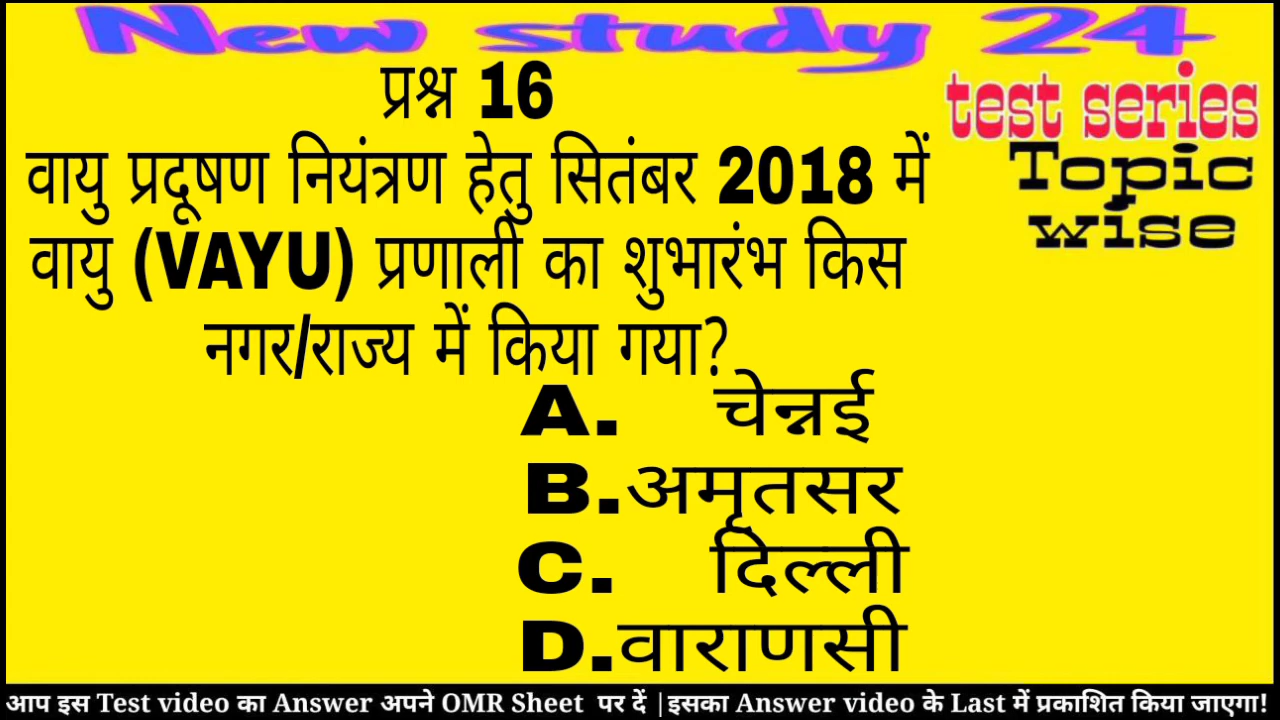 New study 24
test series
Topic
wise
प्रश्न 16
वायु प्रदूषण नियंत्रण हेतु सितंबर 2018 में
वायु (VAYU) प्रणाली का शुभारंभ किस
नगर/राज्य में किया गया?
A. चेन्नई
B.अमृतसर
C. दिल्ली
D.वाराणसी
आप इस Test video का Answer अपने OMR Sheet पर दें |इसका Answer video के Last में प्रकाशित किया जाएगा!